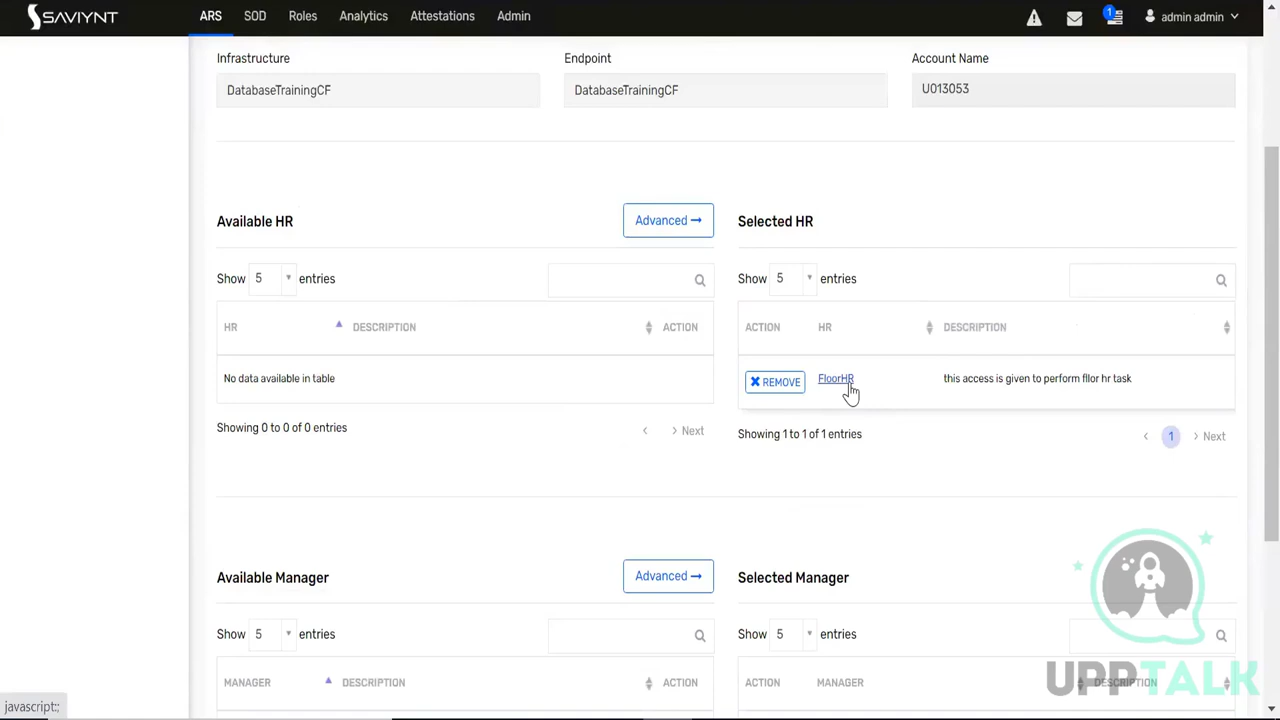 SAVIYNT ARS SOD Roles Analytics Attestations Admin 1 admin admin
Infrastructure Endpoint Account Name
DatabaseTrainingCF DatabaseTrainingCF U013053
Available HR Advanced → Selected HR
Show 5 entries Show 5 entries
HR DESCRIPTION ACTION ACTION HR DESCRIPTION
No data available in table REMOVE FloorHR this access is given to perform fllor hr task
Showing 0 to 0 of 0 entries < > Next Showing 1 to 1 of 1 entries < 1 > Next
Available Manager Advanced → Selected Manager
Show 5 entries Show 5 entries
MANAGER DESCRIPTION ACTION ACTION MANAGER DESCRIPTION
UPPTALK
javascript:;